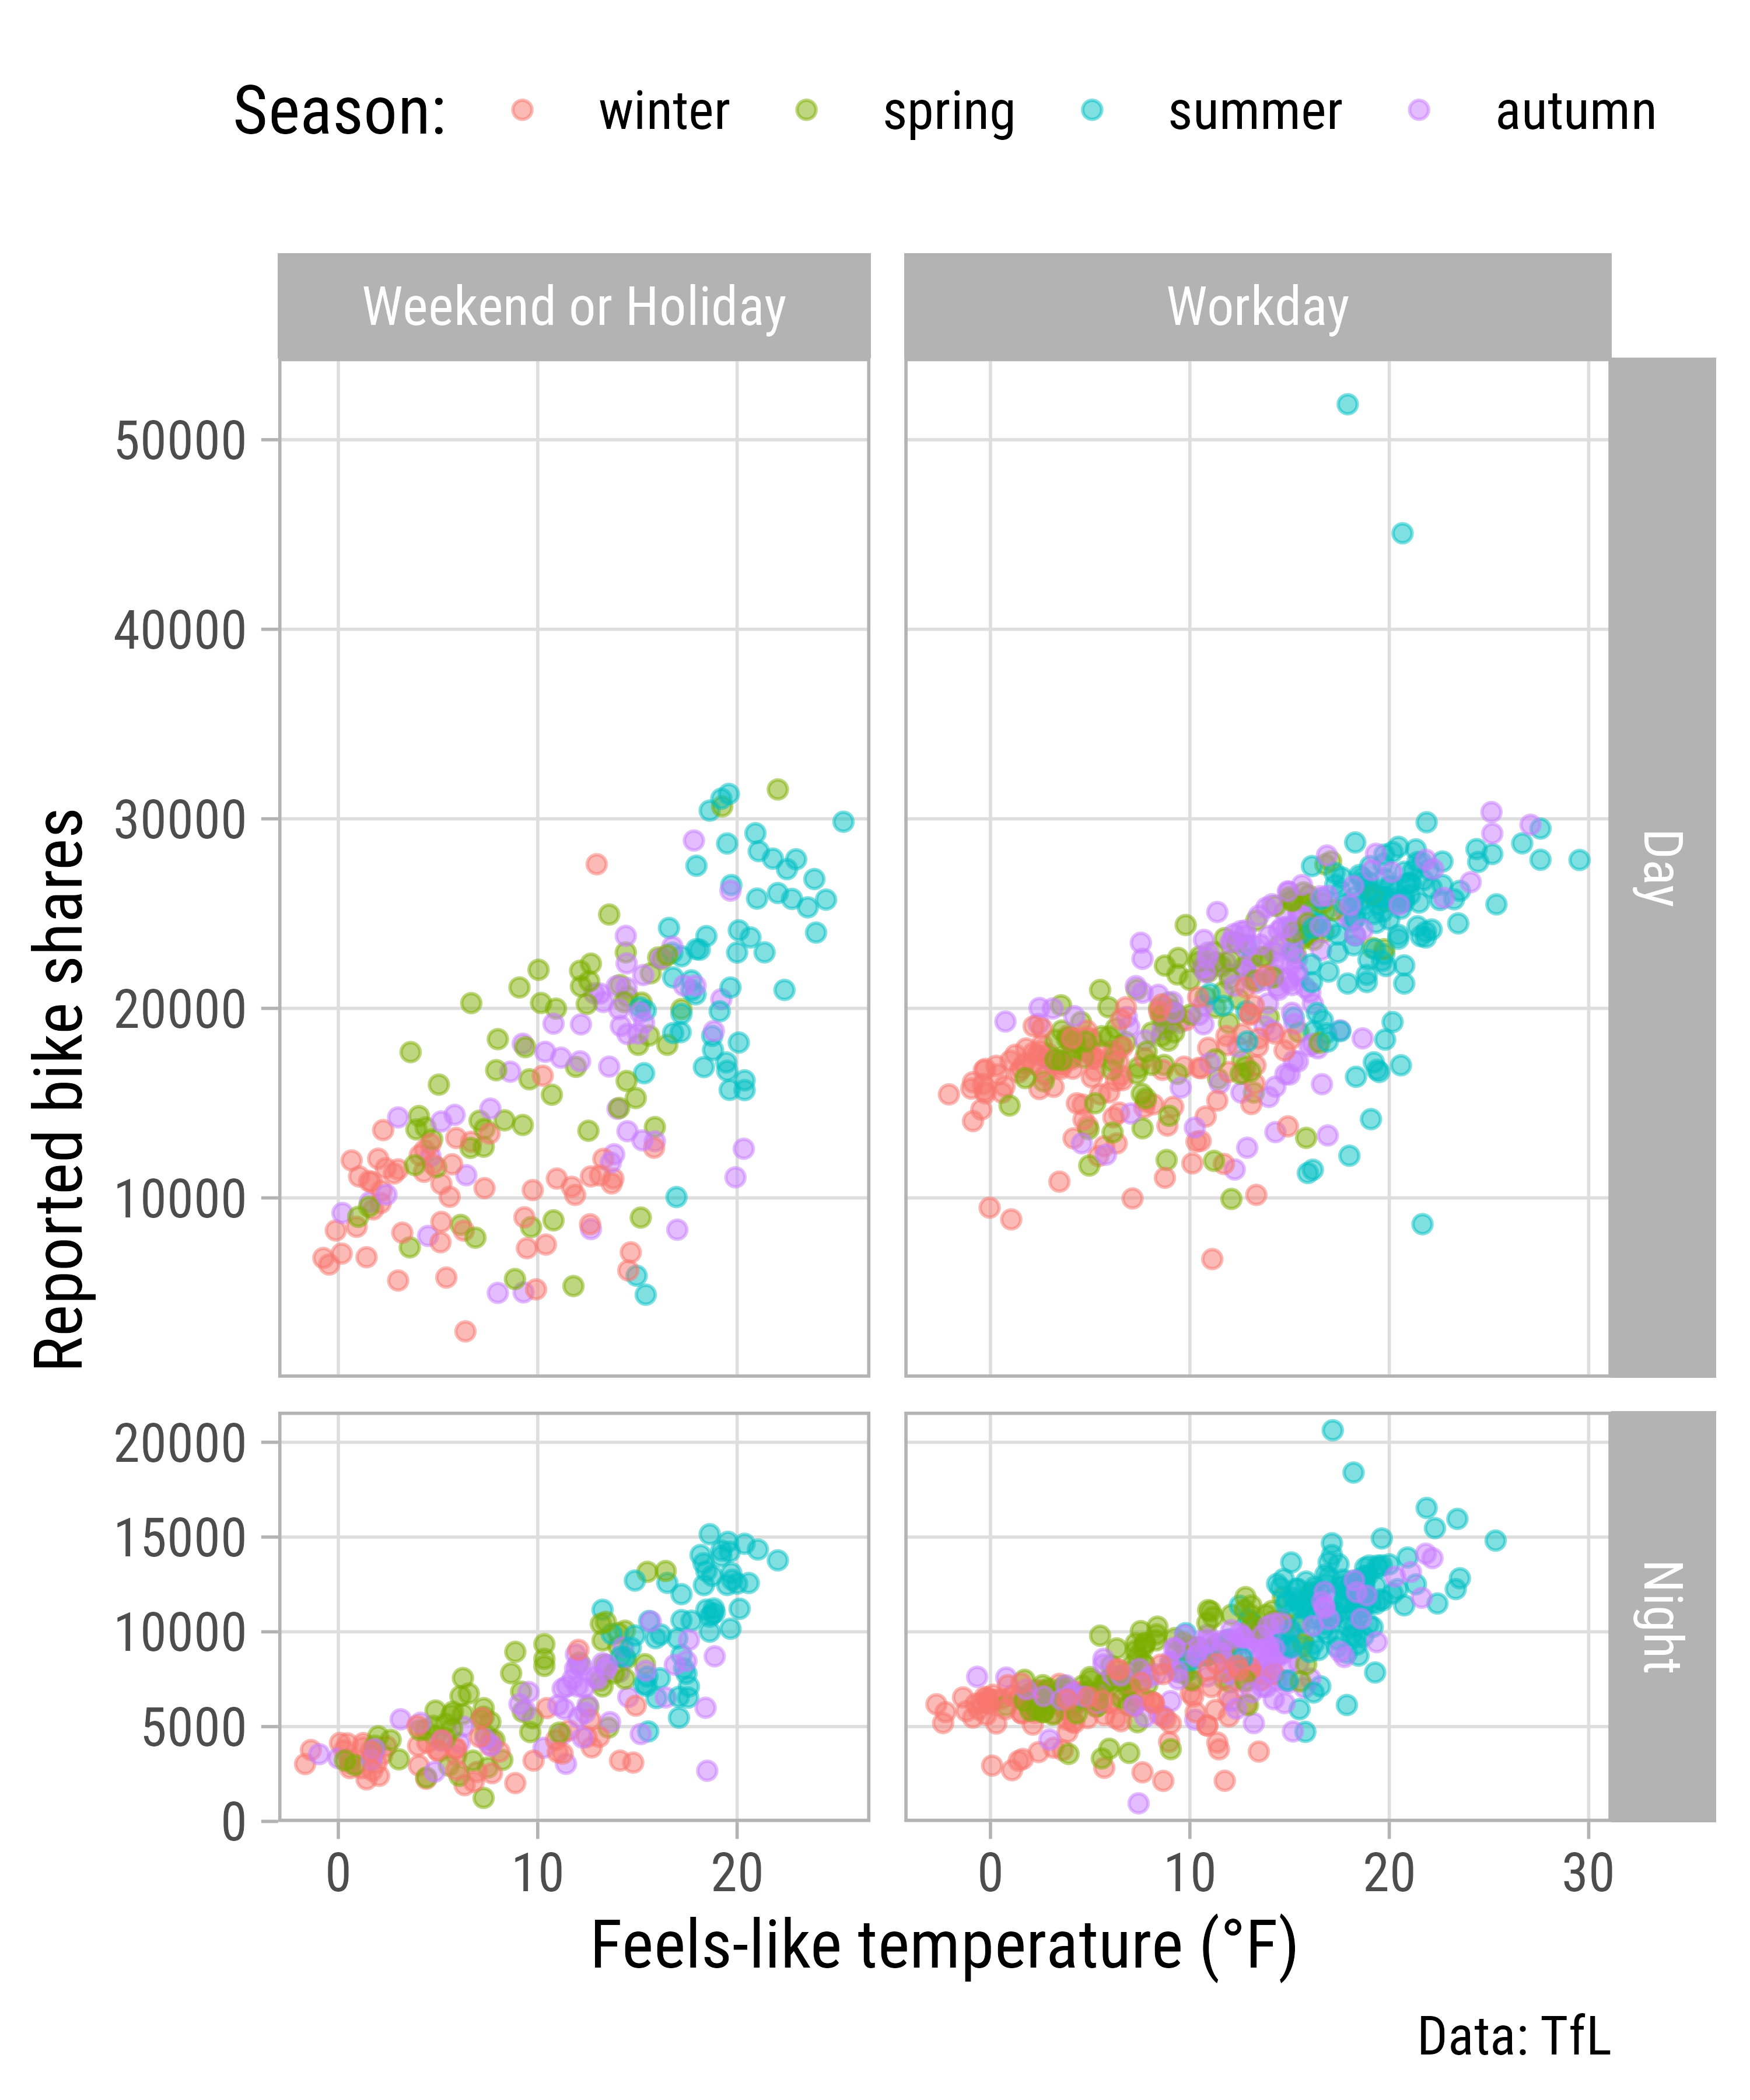 Season: winter spring summer autumn
Weekend or Holiday Workday
Reported bike shares
50000
40000
30000
20000
10000
Day
20000
15000
10000
5000
0
Night
0 10 20 0 10 20 30
Feels-like temperature (°F)
Data: TfL